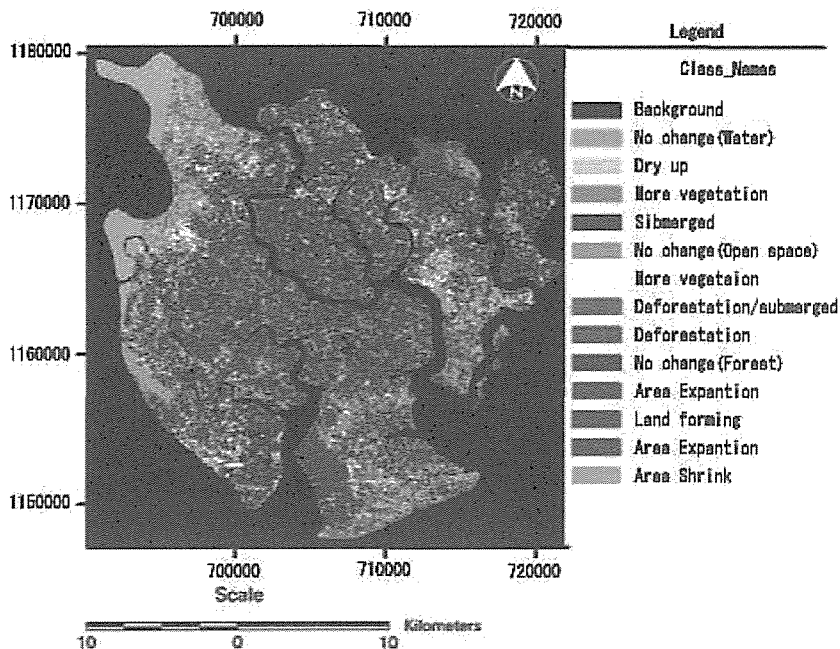 700000 710000 720000
Legend
1180000
Class_Names
N
Background
No change(Water)
Dry up
More vegetation
1170000
Sibmerged
No change(Open space)
More vegetaion
Deforestation/submerged
Deforestation
1160000
No change(Forest)
Area Expantion
Land forming
Area Expantion
Area Shrink
1150000
700000 710000 720000
Scale
Kilometers
10 0 10